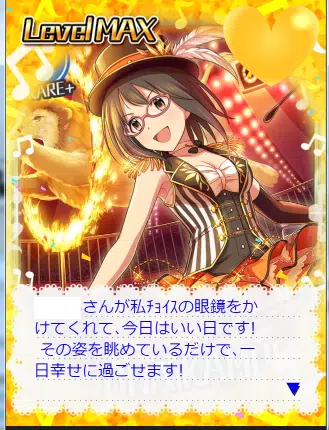 Level MAX
RARE+
さんが私ﾁｮｲｽの眼鏡をか
けてくれて､今日はいい日です!
その姿を眺めているだけで､一
日幸せに過ごせます!